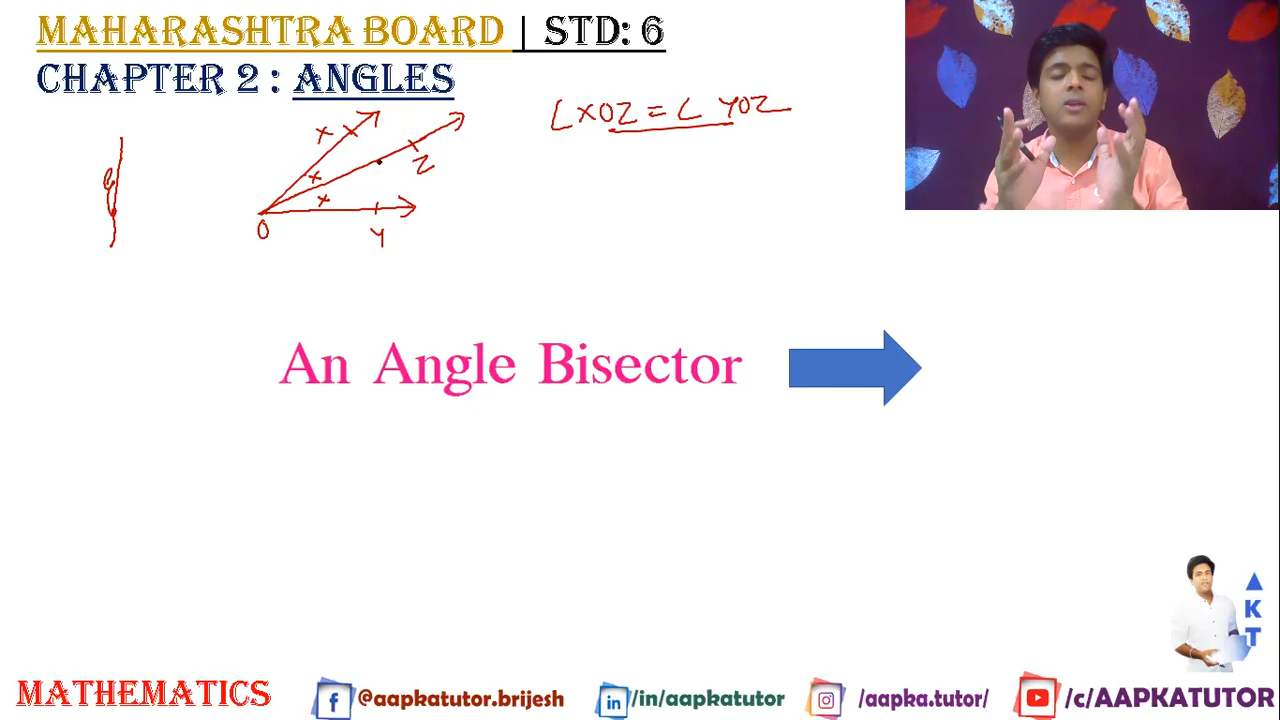 MAHARASHTRA BOARD | STD: 6
CHAPTER 2 : ANGLES
∠XOZ = ∠YOZ
X
Z
x
x
O
Y
An Angle Bisector
AKT
MATHEMATICS
@aapkatutor.brijesh
/in/aapkatutor
/aapka.tutor/
/c/AAPKATUTOR